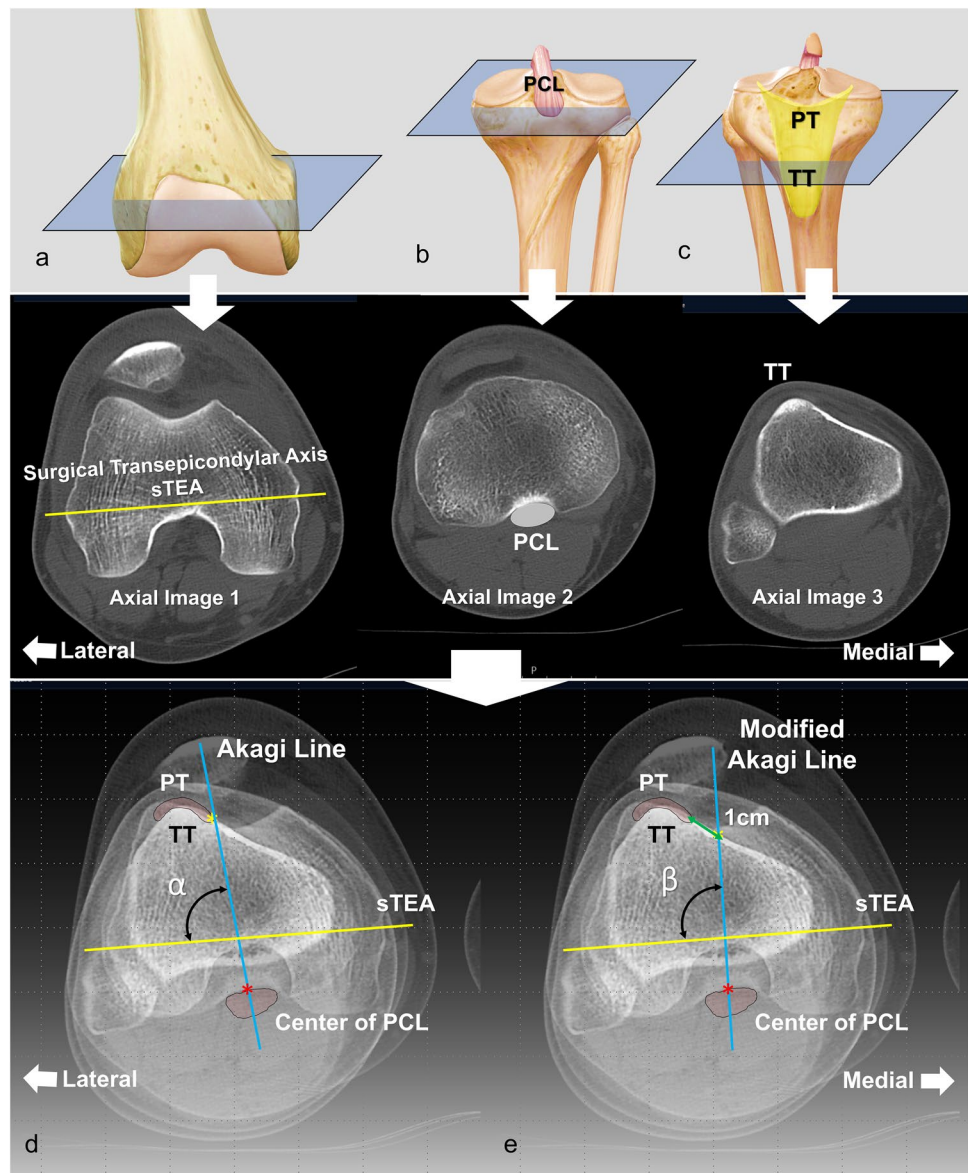 PCL
PT
TT
a
b
c
TT
Surgical Transepicondylar Axis
sTEA
PCL
Axial Image 1
Axial Image 2
Axial Image 3
Lateral
Medial
P
Akagi Line
PT
TT
α
sTEA
*
Center of PCL
Lateral
d
Modified
Akagi Line
PT
1cm
TT
β
sTEA
*
Center of PCL
Medial
e